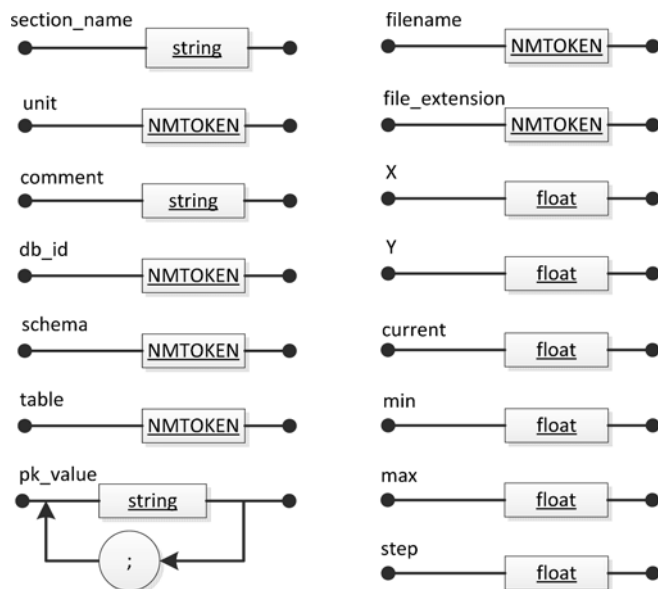 section_name
string
unit
NMTOKEN
comment
string
db_id
NMTOKEN
schema
NMTOKEN
table
NMTOKEN
pk_value
string
;
filename
NMTOKEN
file_extension
NMTOKEN
X
float
Y
float
current
float
min
float
max
float
step
float